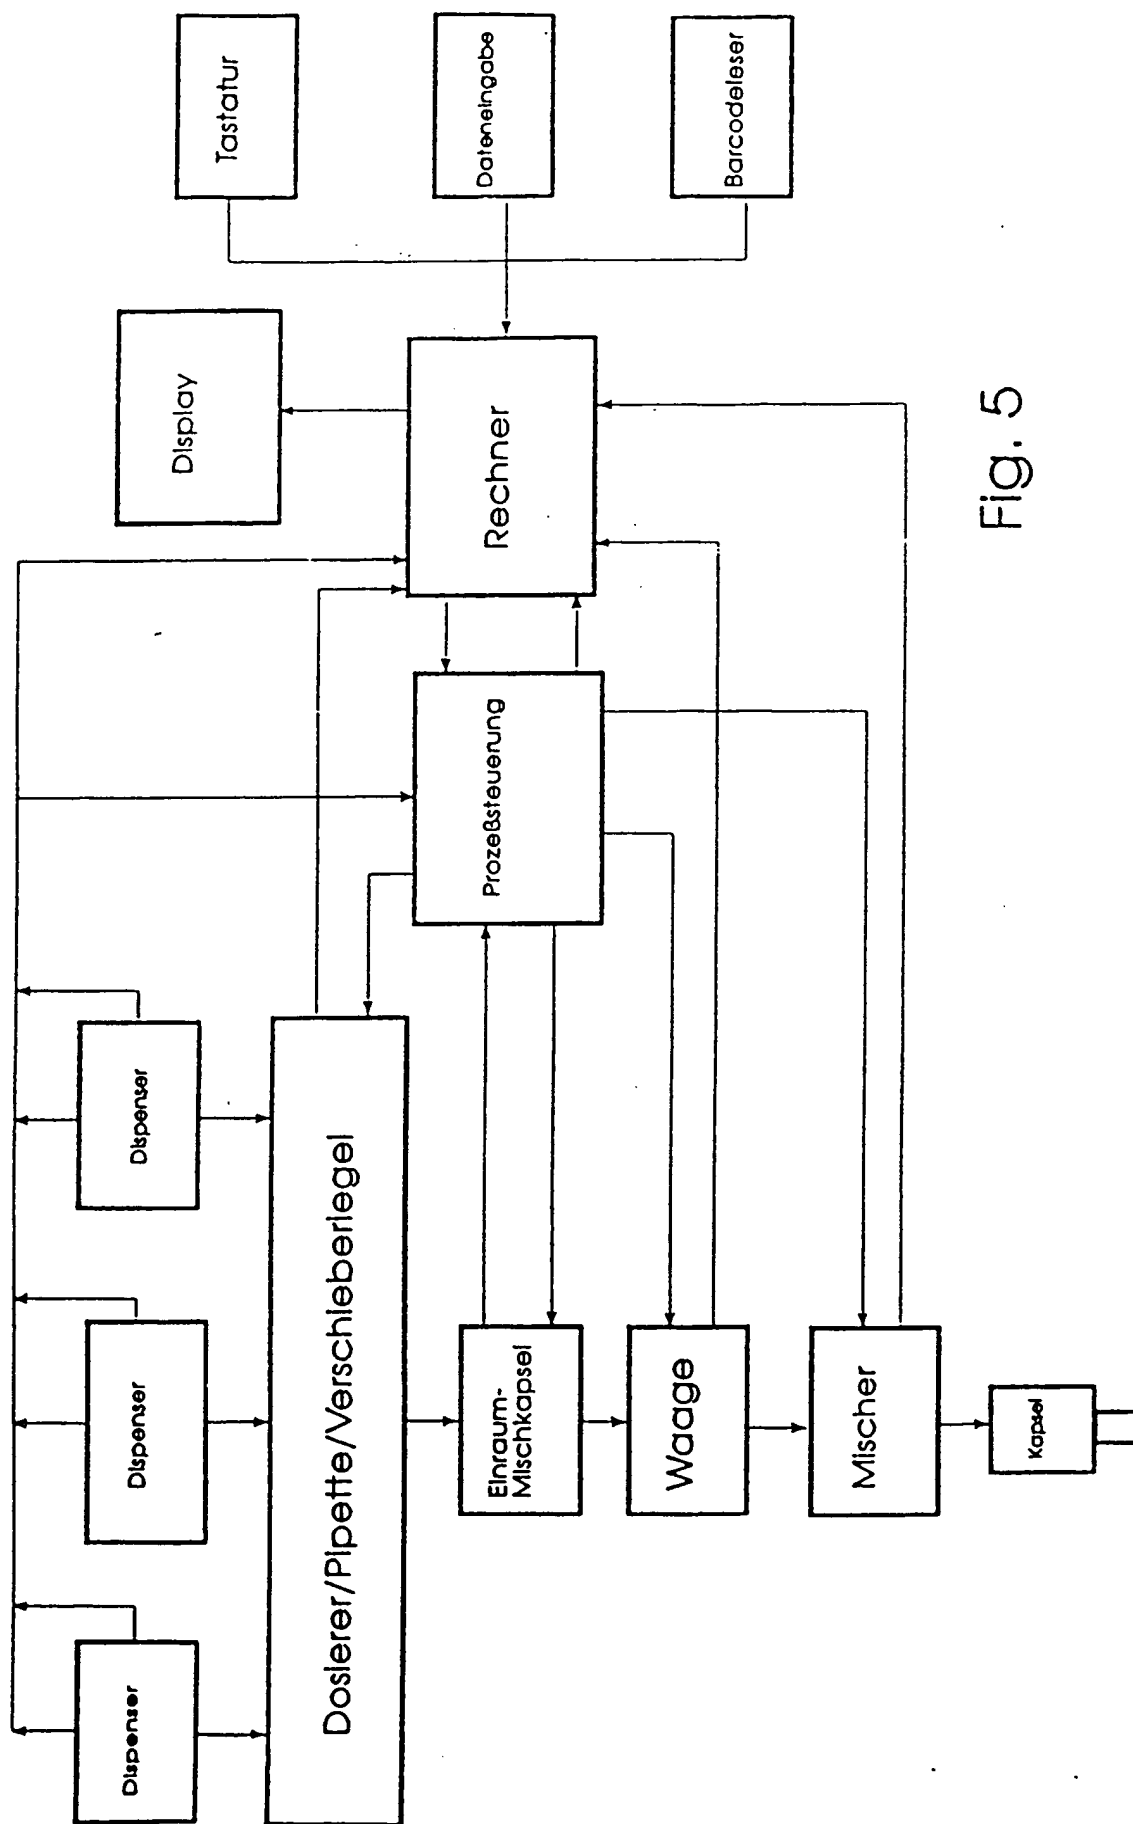 Tastatur
Dateneingabe
Barcodeleser
Display
Rechner
Prozeßsteuerung
Dispenser
Dispenser
Dispenser
Dosierer/Pipette/Verschieberiegel
Einraum-
Mischkapsel
Waage
Mischer
Kapsel
Fig. 5